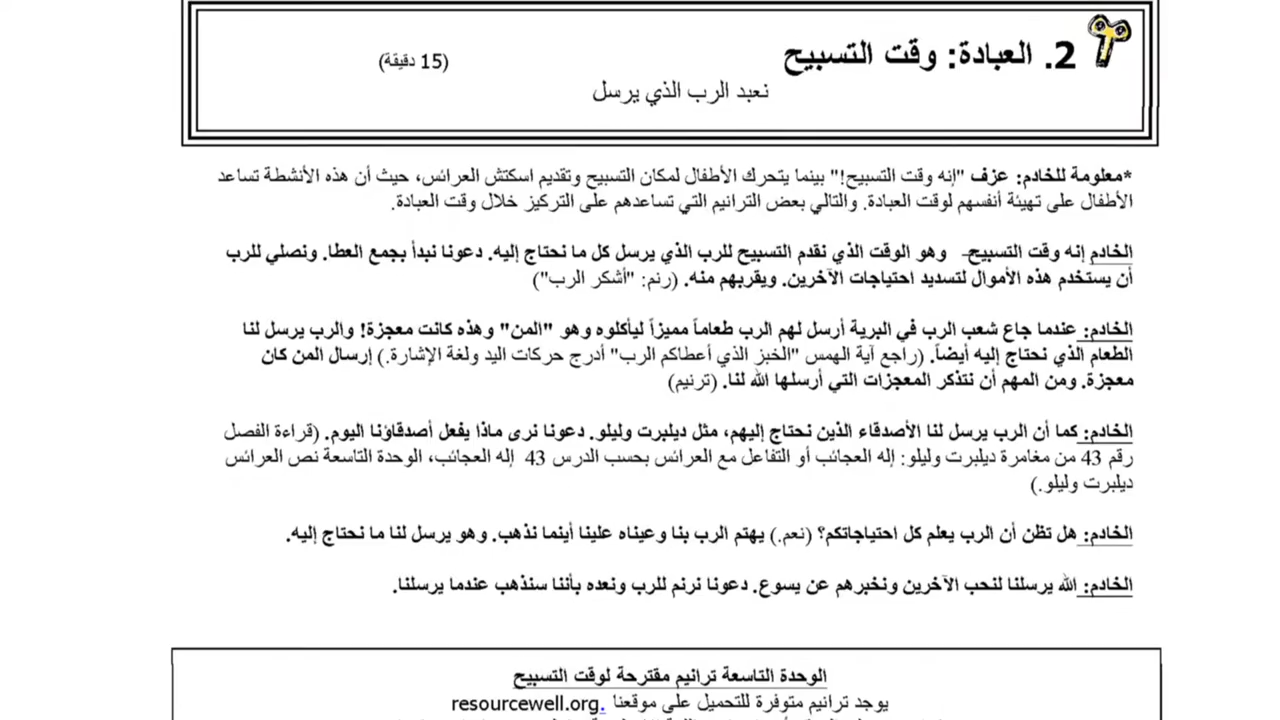 2. العبادة: وقت التسبيح (15 دقيقة)
نعبد الرب الذي يرسل
*معلومة للخادم: عزف "إنه وقت التسبيح!" بينما يتحرك الأطفال لمكان التسبيح وتقديم اسكتش العرائس، حيث أن هذه الأنشطة تساعد
الأطفال على تهيئة أنفسهم لوقت العبادة. والتالي بعض الترانيم التي تساعدهم على التركيز خلال وقت العبادة.
الخادم إنه وقت التسبيح- وهو الوقت الذي نقدم التسبيح للرب الذي يرسل كل ما نحتاج إليه. دعونا نبدأ بجمع العطا. ونصلي للرب
أن يستخدم هذه الأموال لتسديد احتياجات الآخرين. ويقربهم منه. (رنم: "أشكر الرب")
الخادم: عندما جاع شعب الرب في البرية أرسل لهم الرب طعاماً مميزاً ليأكلوه وهو "المن" وهذه كانت معجزة! والرب يرسل لنا
الطعام الذي نحتاج إليه أيضاً. (راجع آية الهمس "الخبز الذي أعطاكم الرب" أدرج حركات اليد ولغة الإشارة.) إرسال المن كان
معجزة. ومن المهم أن نتذكر المعجزات التي أرسلها الله لنا. (ترنيم)
الخادم: كما أن الرب يرسل لنا الأصدقاء الذين نحتاج إليهم، مثل ديلبرت وليلو. دعونا نرى ماذا يفعل أصدقاؤنا اليوم. (قراءة الفصل
رقم 43 من مغامرة ديلبرت وليلو: إله العجائب أو التفاعل مع العرائس بحسب الدرس 43 إله العجائب، الوحدة التاسعة نص العرائس
ديلبرت وليلو.)
الخادم: هل تظن أن الرب يعلم كل احتياجاتكم؟ (نعم.) يهتم الرب بنا وعيناه علينا أينما نذهب. وهو يرسل لنا ما نحتاج إليه.
الخادم: الله يرسلنا لنحب الآخرين ونخبرهم عن يسوع. دعونا نرنم للرب ونعده بأننا سنذهب عندما يرسلنا.
الوحدة التاسعة ترانيم مقترحة لوقت التسبيح
يوجد ترانيم متوفرة للتحميل على موقعنا resourcewell.org.